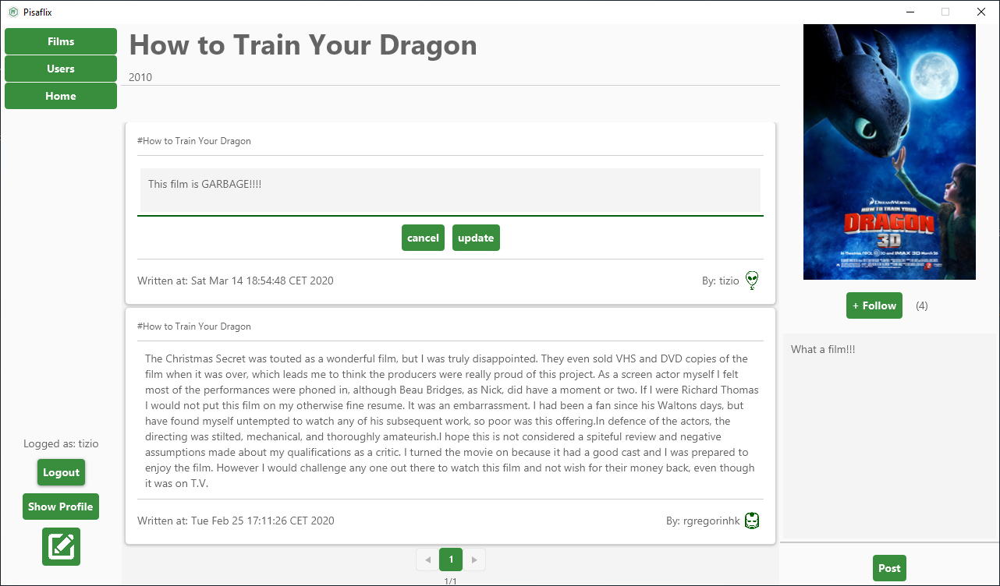 Pisaflix
Films
Users
Home
How to Train Your Dragon
2010
#How to Train Your Dragon
This film is GARBAGE!!!!
cancel
update
Written at: Sat Mar 14 18:54:48 CET 2020
By: tizio
#How to Train Your Dragon
The Christmas Secret was touted as a wonderful film, but I was truly disappointed. They even sold VHS and DVD copies of the
film when it was over, which leads me to think the producers were really proud of this project. As a screen actor myself I felt
most of the performances were phoned in, although Beau Bridges, as Nick, did have a moment or two. If I were Richard Thomas
I would not put this film on my otherwise fine resume. It was an embarrassment. I had been a fan since his Waltons days, but
have found myself untempted to watch any of his subsequent work, so poor was this offering.In defence of the actors, the
directing was stilted, mechanical, and thoroughly amateurish.I hope this is not considered a spiteful review and negative
assumptions made about my qualifications as a critic. I turned the movie on because it had a good cast and I was prepared to
enjoy the film. However I would challenge any one out there to watch this film and not wish for their money back, even though
it was on T.V.
Written at: Tue Feb 25 17:11:26 CET 2020
By: rgregorinhk
1
1/1
Logged as: tizio
Logout
Show Profile
DREAMWORKS
HOW TO TRAIN YOUR
DRAGON
3D
In Theatres, REAL D 3D and IMAX 3D March 26
+ Follow
(4)
What a film!!!
Post